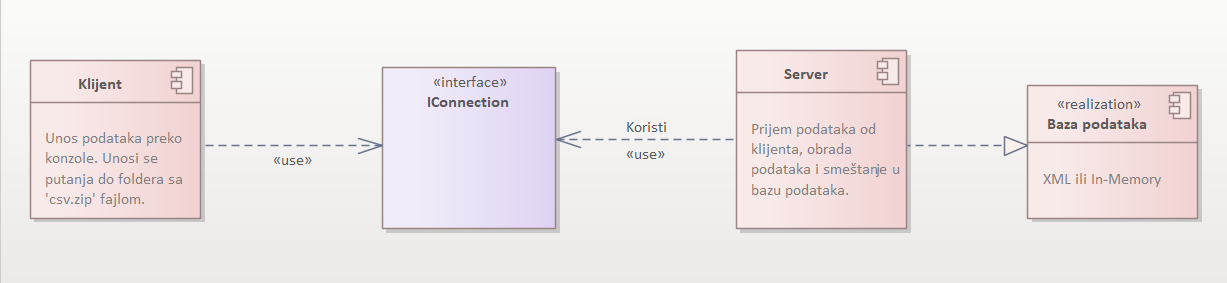 Klijent
Unos podataka preko
konzole. Unosi se
putanja do foldera sa
'csv.zip' fajlom.
«use»
«interface»
IConnection
Koristi
«use»
Server
Prijem podataka od
klijenta, obrada
podataka i smeštanje u
bazu podataka.
«realization»
Baza podataka
XML ili In-Memory